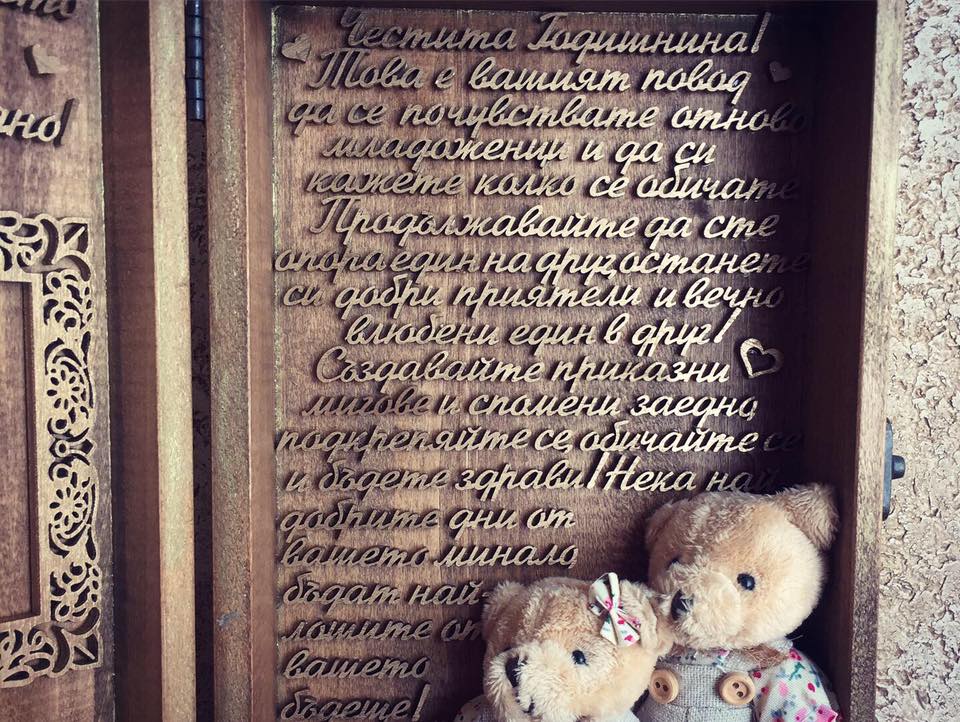 Честита Годишнина!
Това е вашият повод
да се почувствате отново
младоженци и да си
кажете колко се обичате
Продължавайте да сте
опора един на друг, останете
си добри приятели и вечно
влюбени един в друг!
Създавайте приказни
мигове и спомени заедно,
подкрепяйте се, обичайте се
и бъдете здрави! Нека най
добрите дни от
вашето минало,
бъдат най-
лошите от
вашето
бъдеще!